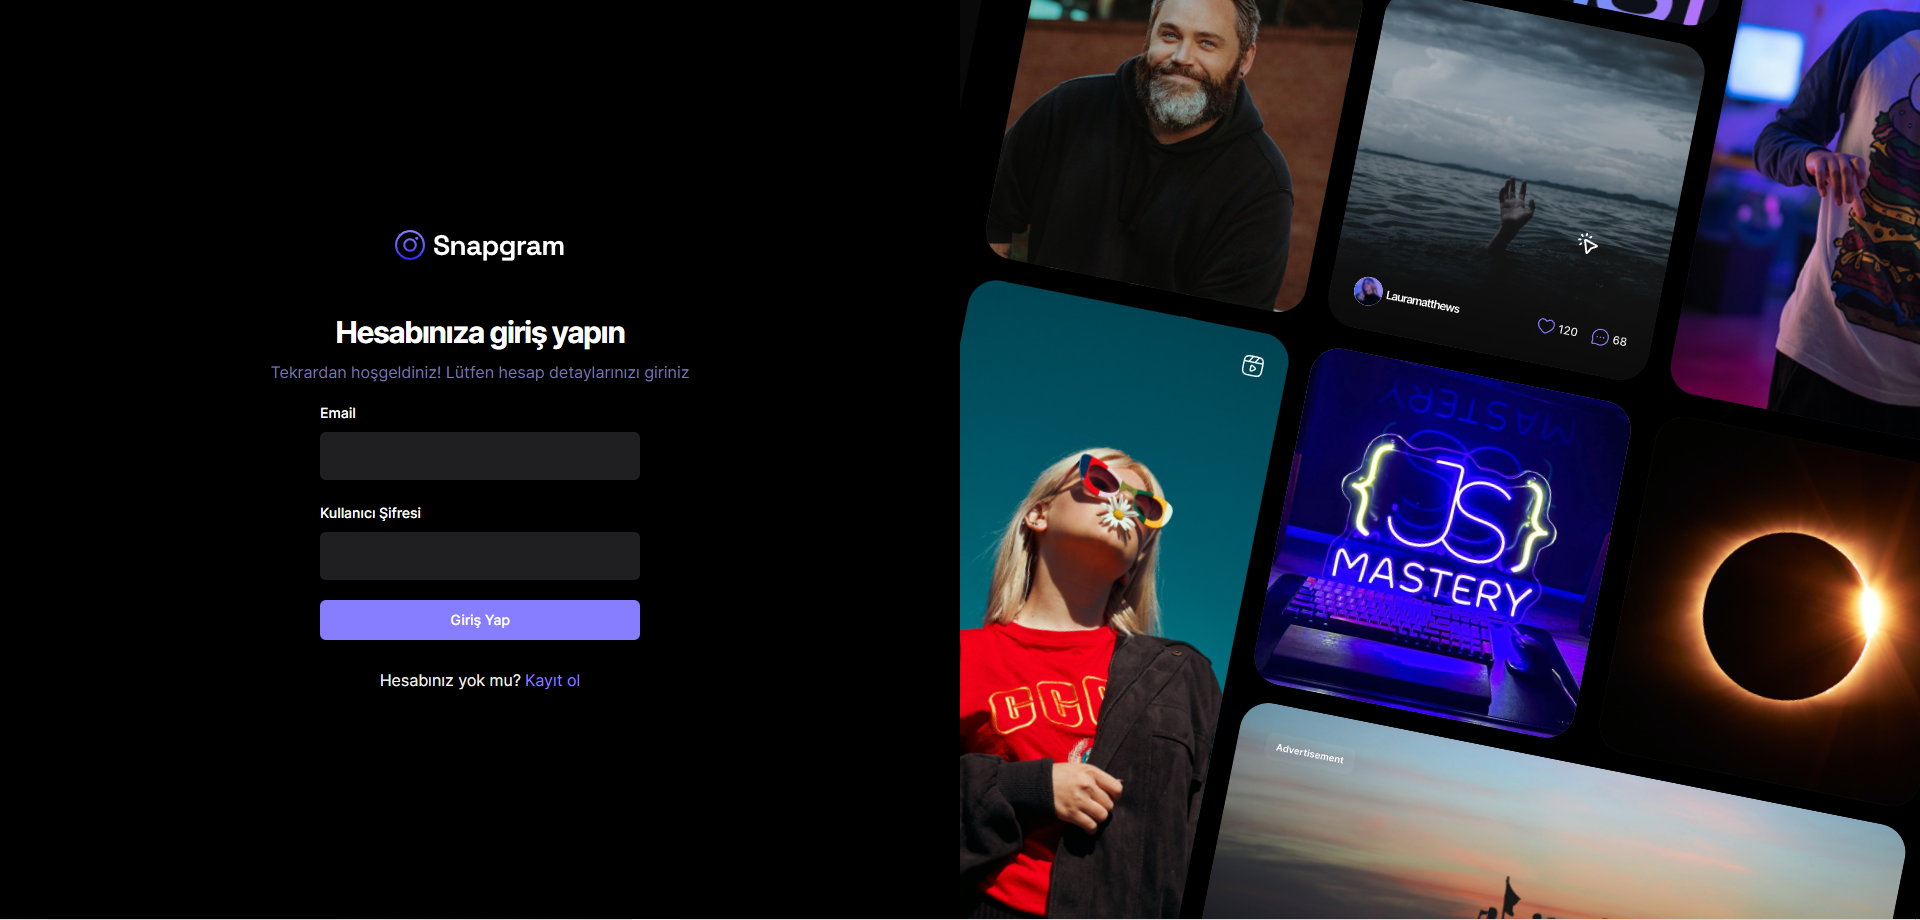 Snapgram
Hesabınıza giriş yapın
Tekrardan hoşgeldiniz! Lütfen hesap detaylarınızı giriniz
Email
Kullanıcı Şifresi
Giriş Yap
Hesabınız yok mu? Kayıt ol
Lauramatthews
120
68
MASTERY
{JS}
MASTERY
Advertisement